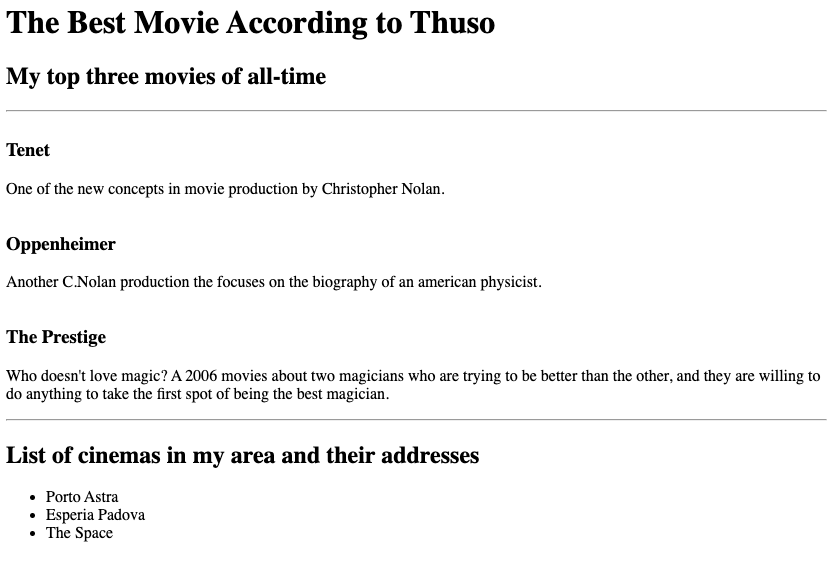 The Best Movie According to Thuso
My top three movies of all-time
Tenet
One of the new concepts in movie production by Christopher Nolan.
Oppenheimer
Another C.Nolan production the focuses on the biography of an american physicist.
The Prestige
Who doesn't love magic? A 2006 movies about two magicians who are trying to be better than the other, and they are willing to
do anything to take the first spot of being the best magician.
List of cinemas in my area and their addresses
• Porto Astra
• Esperia Padova
• The Space